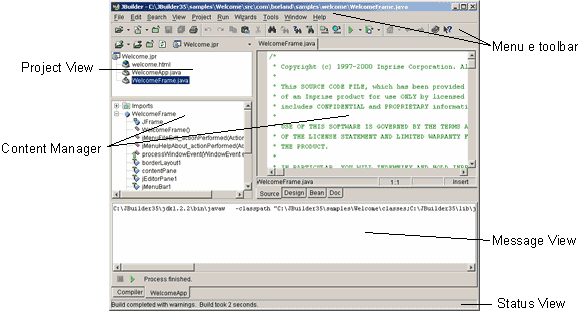 JBuilder - C:\JBuilder35\samples\Welcome\src\com\borland\samples\welcome\WelcomeFrame.java
File Edit Search View Project Run Wizards Tools Window Help
Menu e toolbar
Welcome.jpr
WelcomeFrame.java
Welcome.jpr
welcome.html
WelcomeApp.java
WelcomeFrame.java
Project View
/*
* Copyright (c) 1997-2000 Inprise Corporation. Al
*
* This SOURCE FILE, which has been provided
* of an Inprise product for use ONLY by licensed
* includes CONFIDENTIAL and PROPRIETARY informati
*
* USE OF THIS SOFTWARE IS GOVERNED BY THE TERMS A
* OF THE LICENSE STATEMENT AND LIMITED WARRANTY F
* THE PRODUCT.
*
* IN PARTICULAR, YOU WILL INDEMNIFY AND HOLD
Imports
WelcomeFrame
JFrame
WelcomeFrame()
jMenuFileExit_actionPerformed(Action
jMenuHelpAbout_actionPerformed(Ac
processWindowEvent(WindowEvent e
borderLayout1
contentPane
jEditorPane1
jMenuBar1
Content Manager
WelcomeFrame.java 1:1 Insert
Source Design Bean Doc
C:\JBuilder35\jdk1.2.2\bin\javaw -classpath "C:\JBuilder35\samples\Welcome\classes;C:\JBuilder35\lib\j
Message View
Process finished.
Compiler WelcomeApp
Build completed with warnings. Build took 2 seconds.
Status View